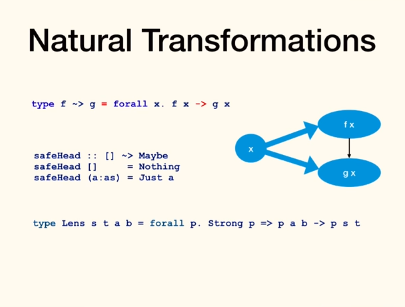 Natural Transformations
type f ~> g = forall x. f x -> g x
x
f x
g x
safeHead :: [] ~> Maybe
safeHead [] = Nothing
safeHead (a:as) = Just a
type Lens s t a b = forall p. Strong p => p a b -> p s t